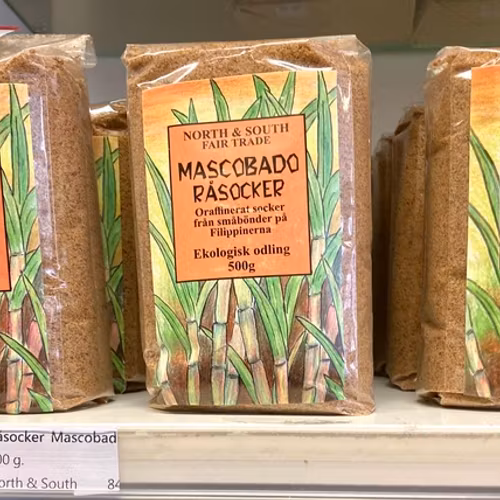 NORTH & SOUTH
FAIR TRADE
MASCOBADO
RÅSOCKER
Oraffinerat socker
från småbönder på
Filippinerna
Ekologisk odling
500g
åsocker Mascobad
00 g.
orth & South 84